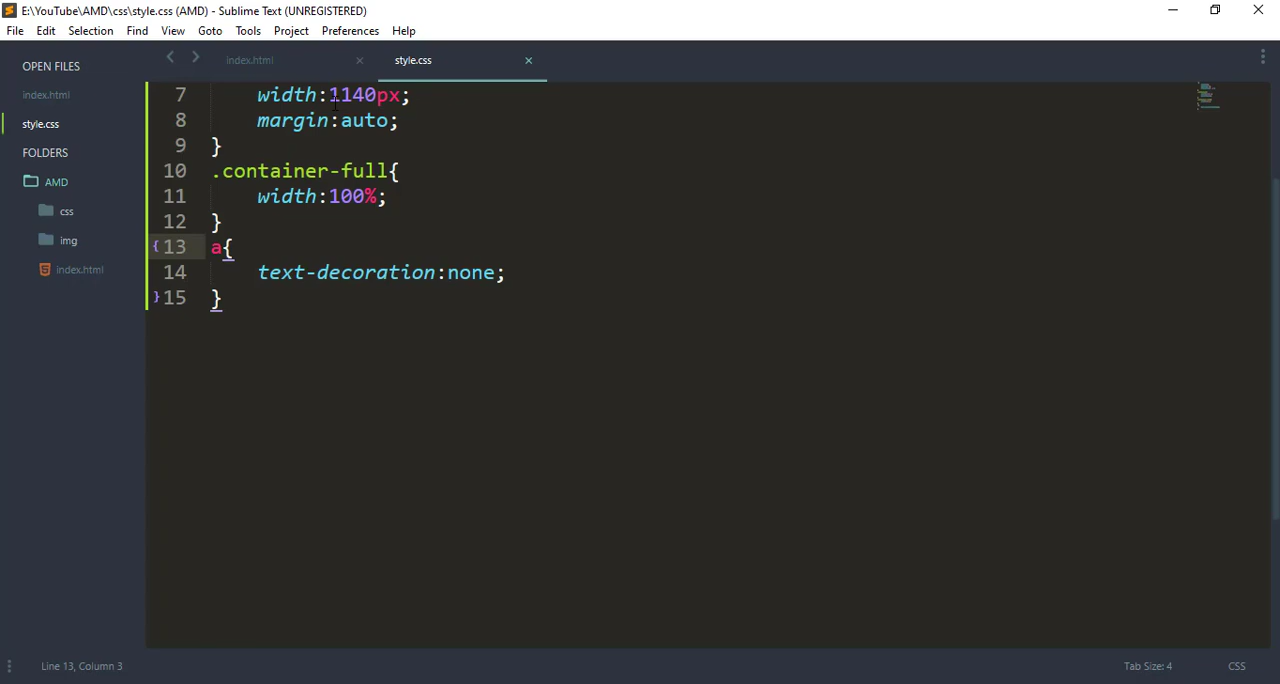 E:\YouTube\AMD\css\style.css (AMD) - Sublime Text (UNREGISTERED)
File Edit Selection Find View Goto Tools Project Preferences Help
OPEN FILES
index.html
style.css
FOLDERS
AMD
css
img
index.html
index.html × style.css ×
7 width:1140px;
8 margin:auto;
9 }
10 .container-full{
11 width:100%;
12 }
{ 13 a{
14 text-decoration:none;
} 15 }
Line 13, Column 3 Tab Size: 4 CSS